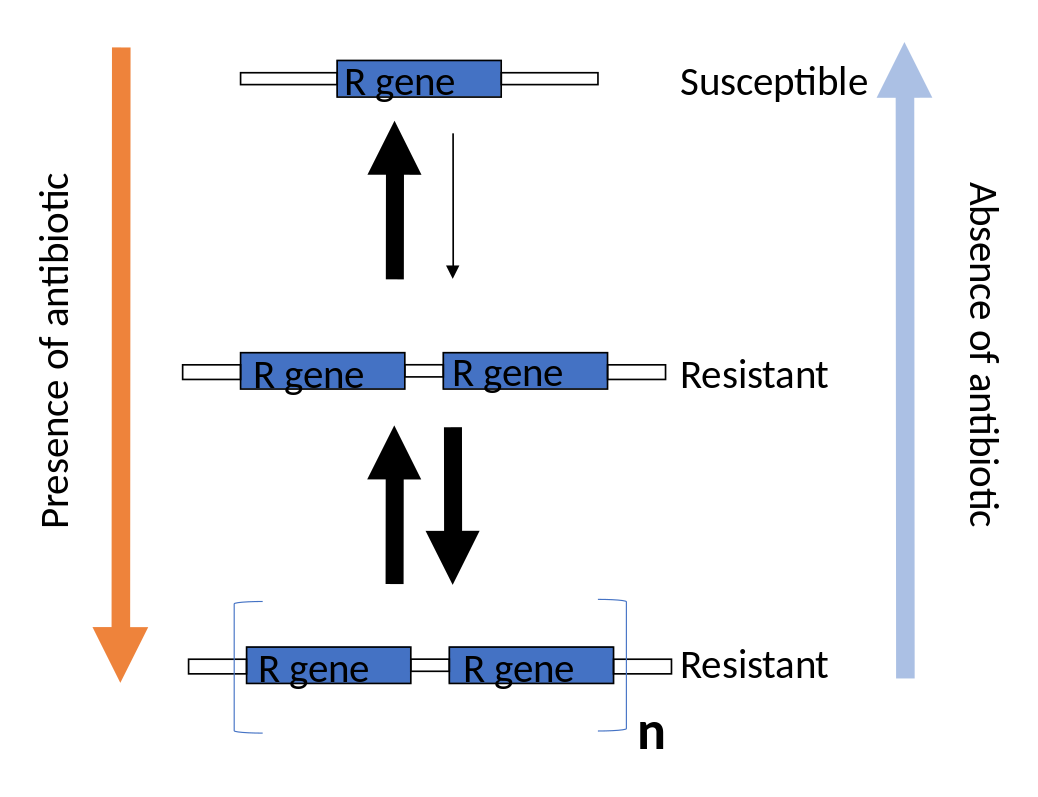 R gene
Susceptible
Presence of antibiotic
Absence of antibiotic
R gene
R gene
Resistant
R gene
R gene
Resistant
n